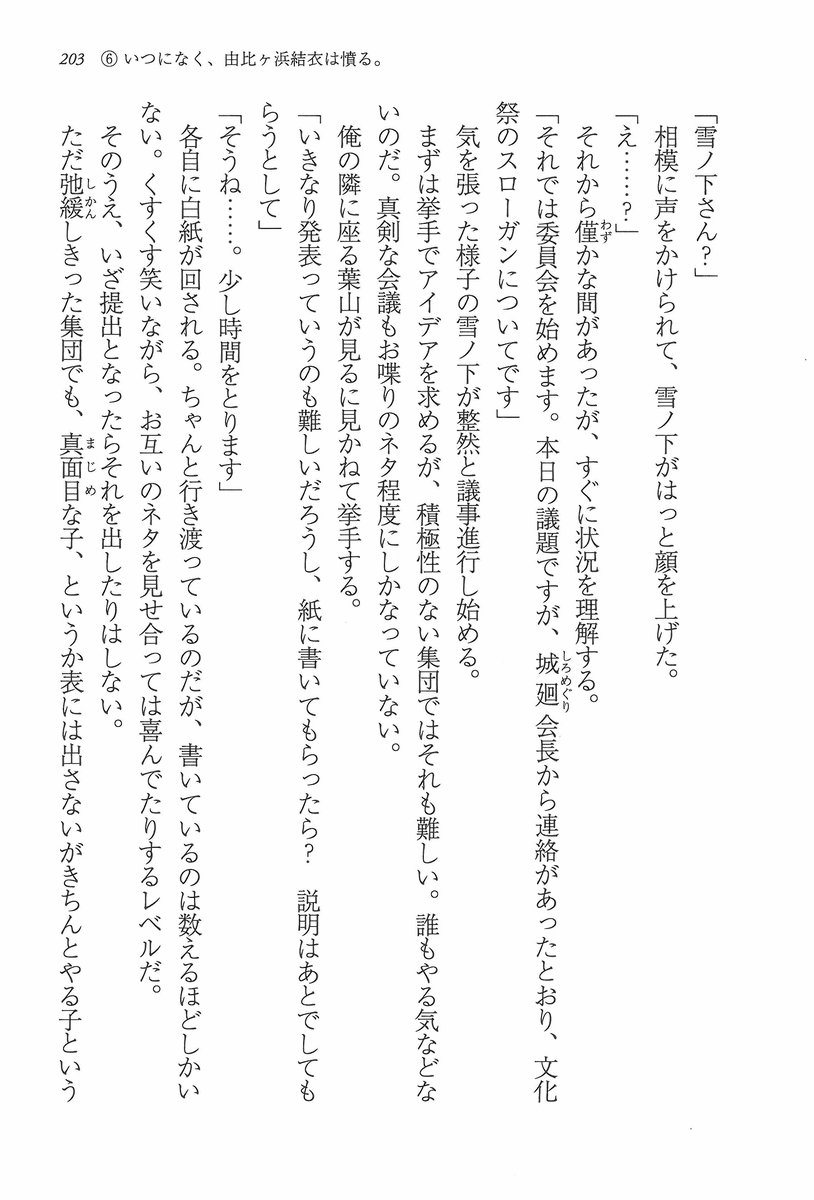 203 ⑥いつになく、由比ヶ浜結衣は憤る。
「雪ノ下さん？」
相模に声をかけられて、雪ノ下がはっと顔を上げた。
「え……？」
それから僅かな間があったが、すぐに状況を理解する。
「それでは委員会を始めます。本日の議題ですが、城廻会長から連絡があったとおり、文化
祭のスローガンについてです」
気を張った様子の雪ノ下が整然と議事進行し始める。
まずは挙手でアイデアを求めるが、積極性のない集団ではそれも難しい。誰もやる気などな
いのだ。真剣な会議もお喋りのネタ程度にしかなっていない。
俺の隣に座る葉山が見るに見かねて挙手する。
「いきなり発表っていうのも難しいだろうし、紙に書いてもらったら？　説明はあとでしても
らうとして」
「そうね……。少し時間をとります」
各自に白紙が回される。ちゃんと行き渡っているのだが、書いているのは数えるほどしかい
ない。くすくす笑いながら、お互いのネタを見せ合っては喜んでたりするレベルだ。
そのうえ、いざ提出となったらそれを出したりはしない。
ただ弛緩しきった集団でも、真面目な子、というか表には出さないがきちんとやる子という